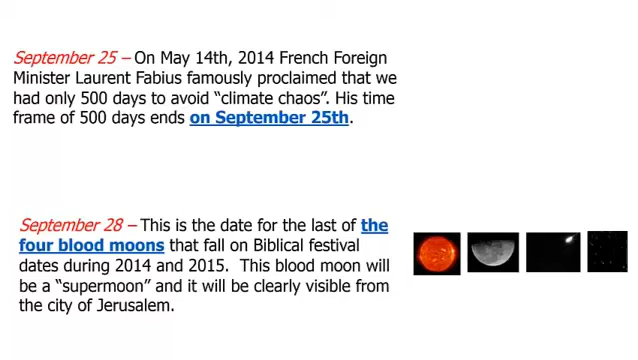 September 25 – On May 14th, 2014 French Foreign
Minister Laurent Fabius famously proclaimed that we
had only 500 days to avoid “climate chaos”. His time
frame of 500 days ends on September 25th.
September 28 – This is the date for the last of the
four blood moons that fall on Biblical festival
dates during 2014 and 2015.  This blood moon will
be a “supermoon” and it will be clearly visible from
the city of Jerusalem.